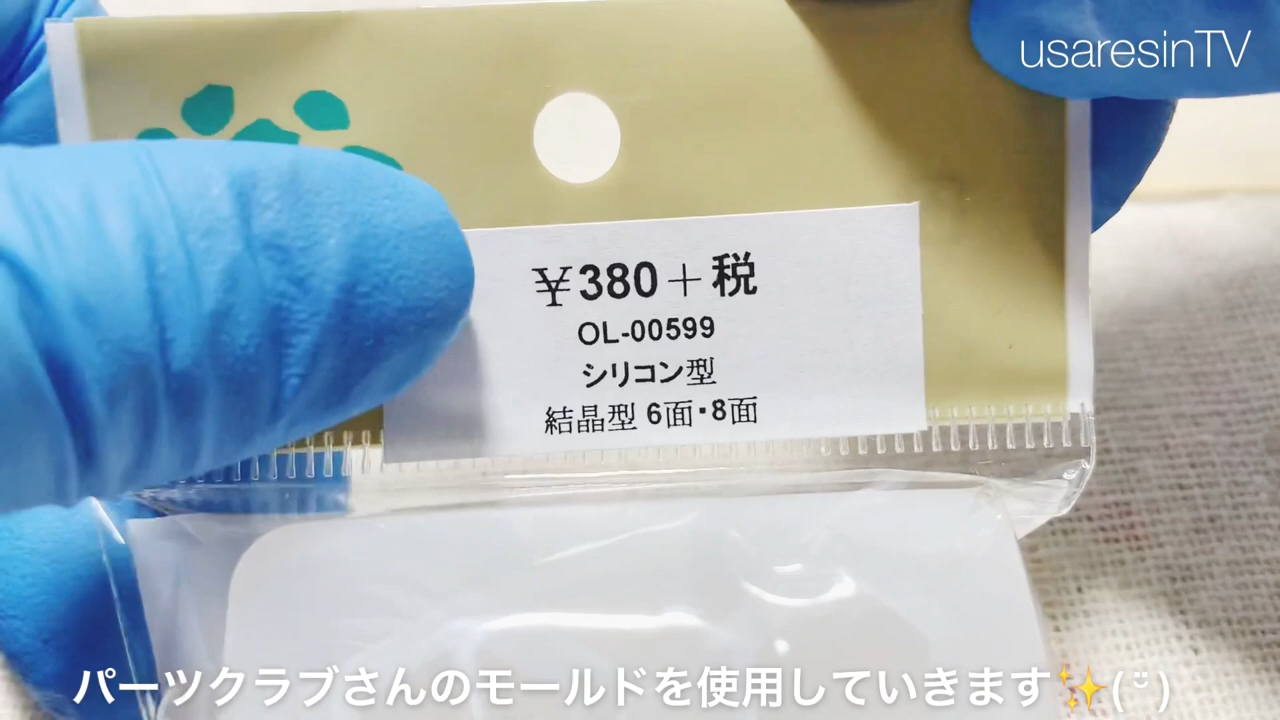 usaresinTV
¥380+税
OL-00599
シリコン型
結晶型 6面・8面
パーツクラブさんのモールドを使用していきます✨(¨̮)